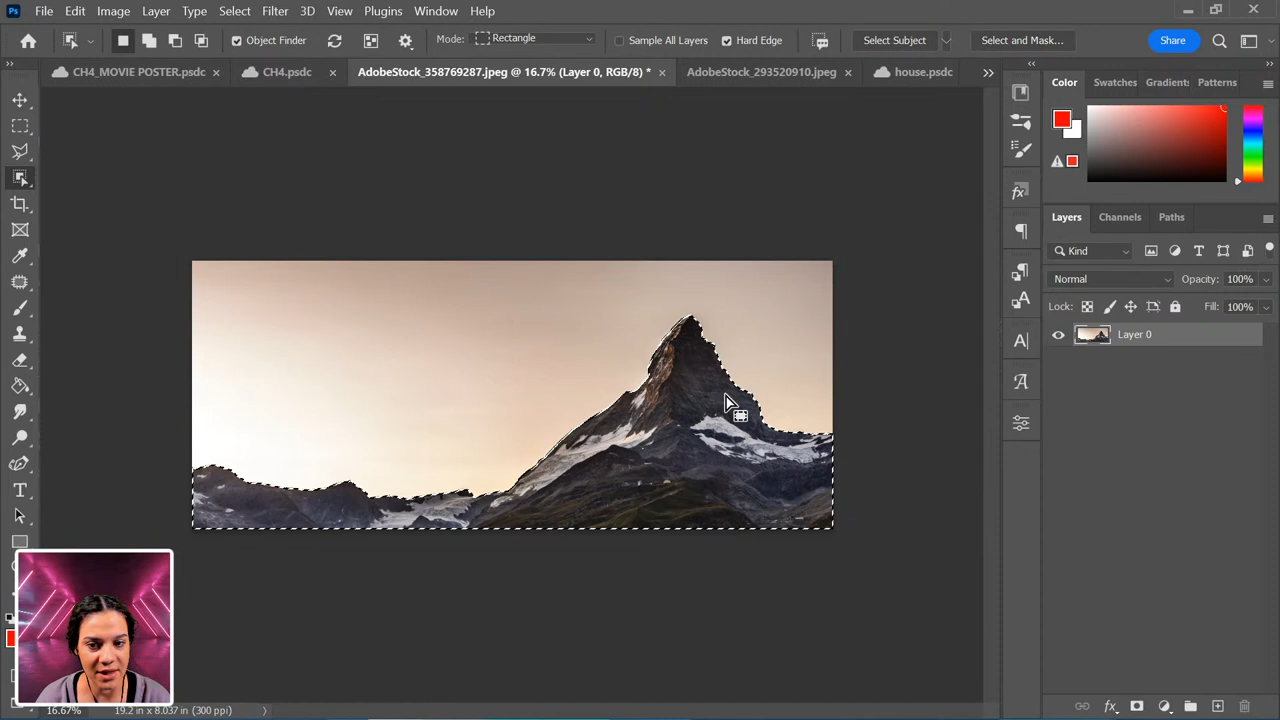 Ps File Edit Image Layer Type Select Filter 3D View Plugins Window Help
Object Finder Mode: Rectangle Sample All Layers Hard Edge Select Subject Select and Mask... Share
CH4_MOVIE POSTER.psdc × CH4.psdc × AdobeStock_358769287.jpeg @ 16.7% (Layer 0, RGB/8) * × AdobeStock_293520910.jpeg × house.psdc
Color Swatches Gradients Patterns
Layers Channels Paths
Kind
Normal Opacity: 100%
Lock: Fill: 100%
Layer 0
16.67% 19.2 in x 8.037 in (300 ppi)